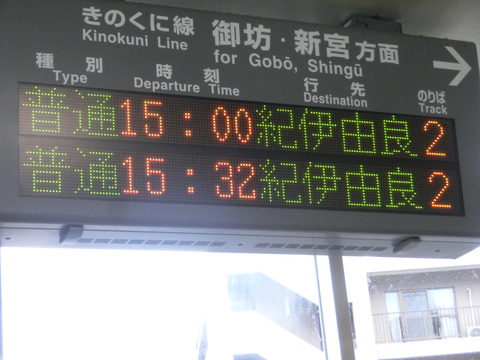 きのくに線 御坊・新宮方面
Kinokuni Line for Gobō, Shingū
種別 時刻 行先 のりば
Type Departure Time Destination Track
普通 15:00 紀伊由良 2
普通 15:32 紀伊由良 2